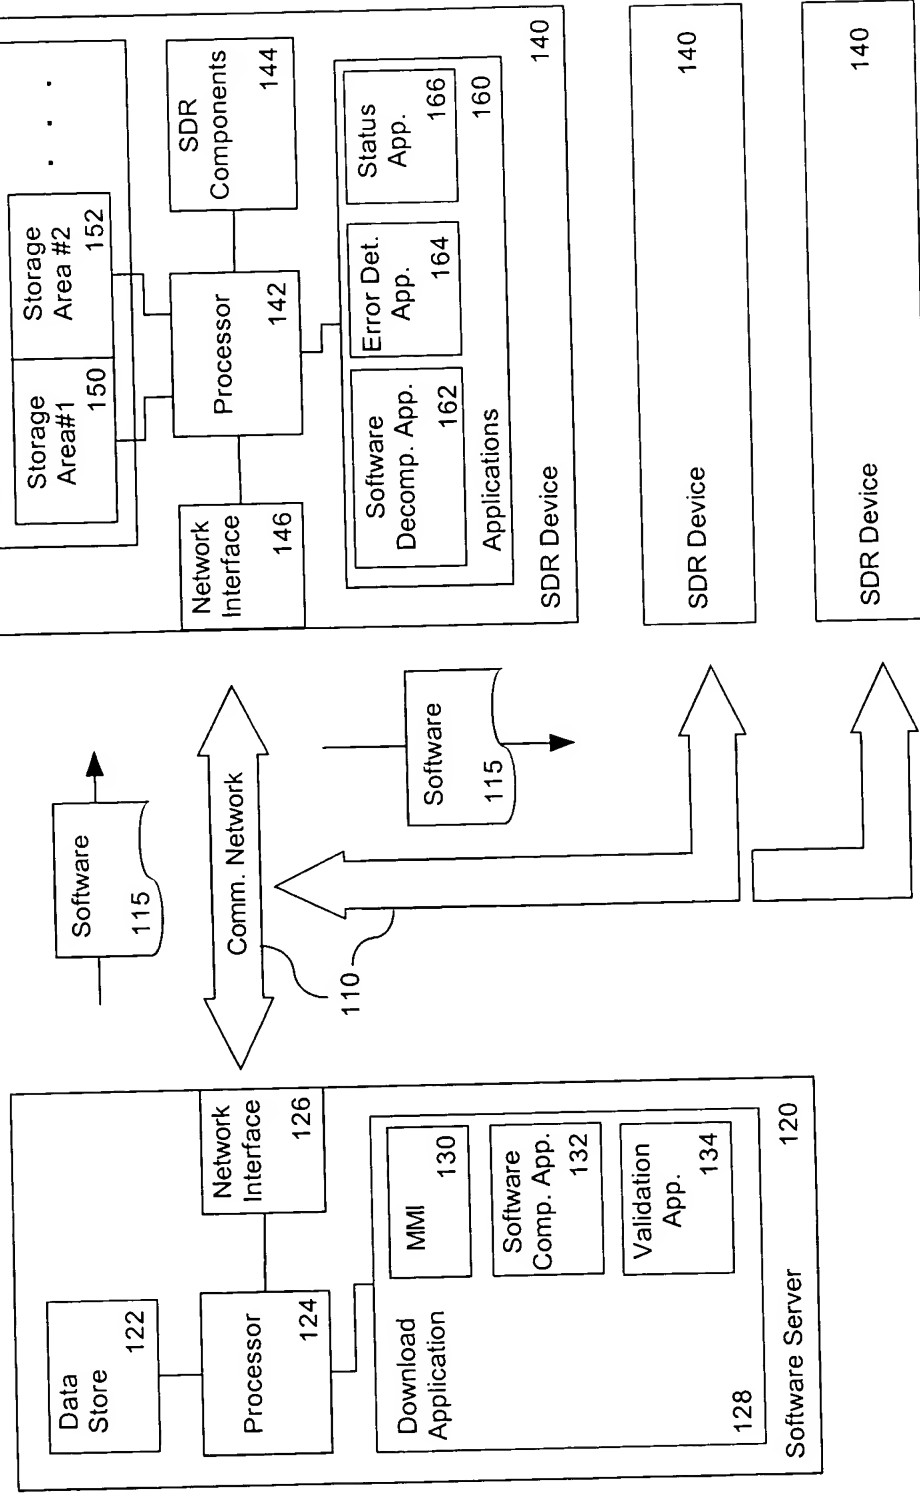 Data
Store
122
Processor
124
Network
Interface
126
Download
Application
128
MMI
130
Software
Comp. App.
132
Validation
App.
134
Software Server
120
Software
115
Comm. Network
110
Software
115
Storage
Area#1
150
Storage
Area #2
152
. . .
Network
Interface
146
Processor
142
SDR
Components
144
Software
Decomp. App.
162
Error Det.
App.
164
Status
App.
166
Applications
160
SDR Device
140
SDR Device
140
SDR Device
140